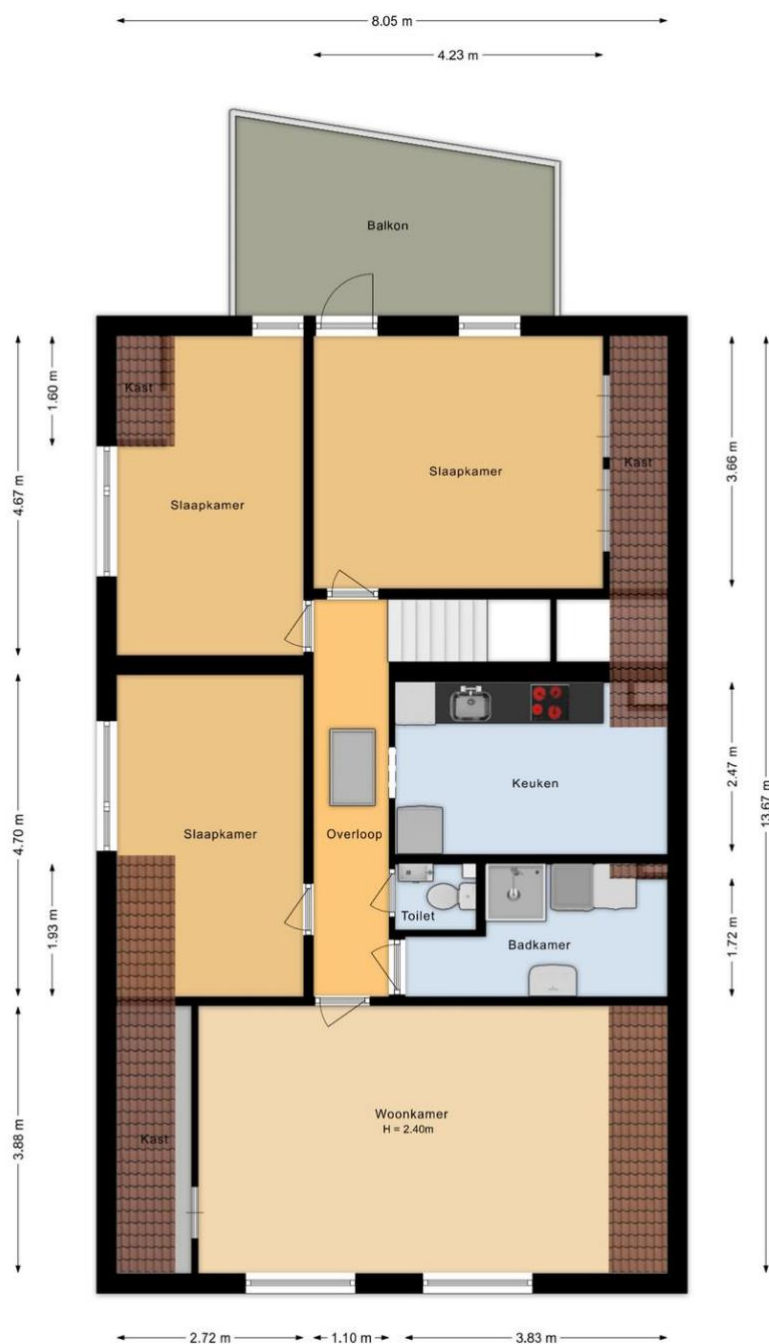 8.05 m
4.23 m
Balkon
1.60 m
4.67 m
Kast
Slaapkamer
Slaapkamer
Kast
3.66 m
4.70 m
1.93 m
Slaapkamer
Overloop
Keuken
2.47 m
13.67 m
Toilet
Badkamer
1.72 m
3.88 m
Kast
Woonkamer
H = 2.40m
2.72 m
1.10 m
3.83 m